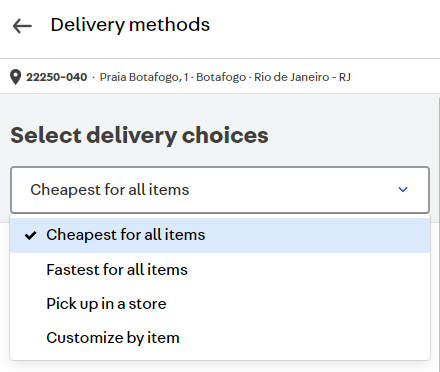 Delivery methods
22250-040 · Praia Botafogo, 1 · Botafogo · Rio de Janeiro - RJ
Select delivery choices
Cheapest for all items
Cheapest for all items
Fastest for all items
Pick up in a store
Customize by item